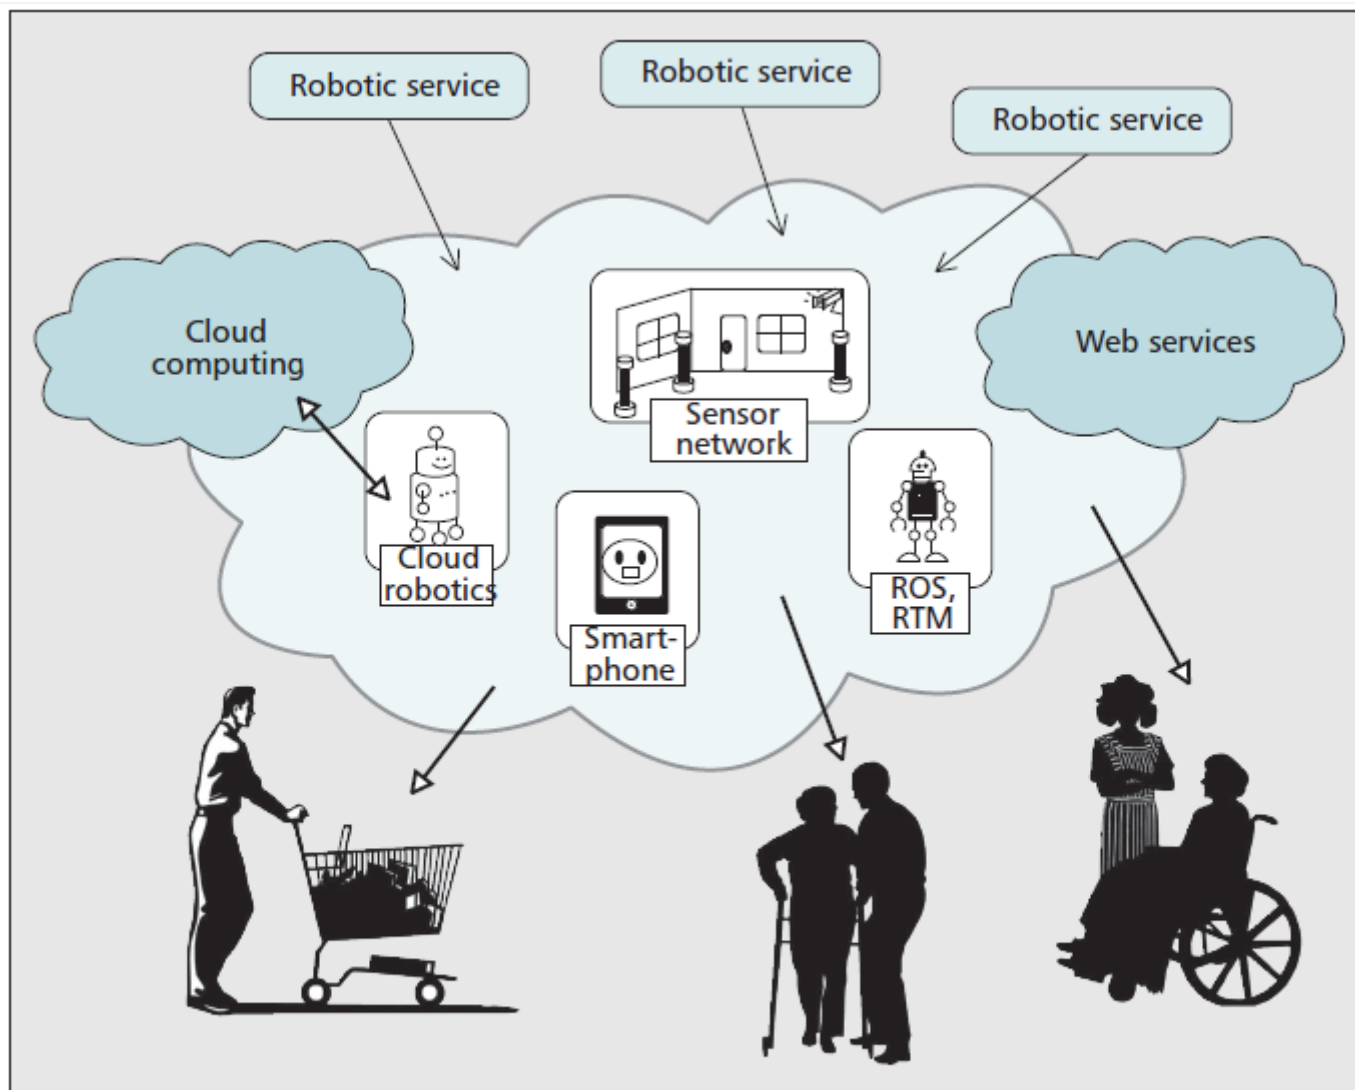 Robotic service
Robotic service
Robotic service
Cloud
computing
Web services
Sensor
network
Cloud
robotics
Smart-
phone
ROS,
RTM